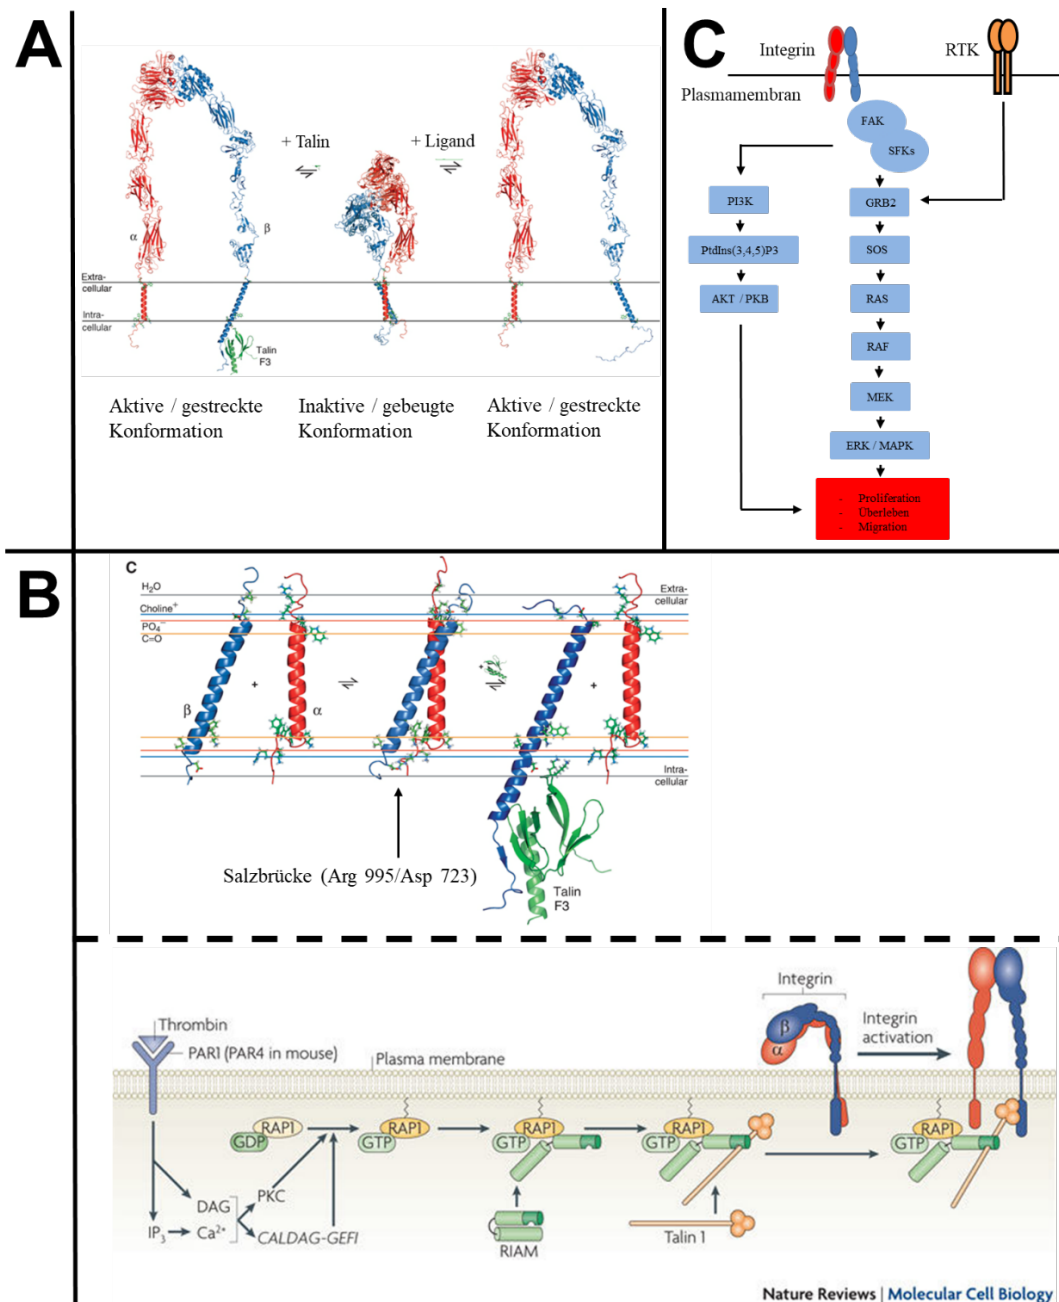 A
+ Talin
+ Ligand
α
β
Extra-
cellular
Intra-
cellular
Talin
F3
Aktive / gestreckte
Konformation
Inaktive / gebeugte
Konformation
Aktive / gestreckte
Konformation
C
Integrin
RTK
Plasmamembran
FAK
SFKs
PI3K
GRB2
PtdIns(3,4,5)P3
SOS
AKT / PKB
RAS
RAF
MEK
ERK / MAPK
- Proliferation
- Überleben
- Migration
B
c
H₂O
Choline⁺
PO₄⁻
C=O
Extra-
cellular
β
+
α
+
+
Intra-
cellular
Salzbrücke (Arg 995/Asp 723)
Talin
F3
Thrombin
PAR1 (PAR4 in mouse)
Plasma membrane
Integrin
β
α
Integrin
activation
RAP1
GDP
RAP1
GTP
RAP1
GTP
RAP1
GTP
RAP1
GTP
DAG
PKC
IP₃
Ca²⁺
CALDAG-GEFI
RIAM
Talin 1
Nature Reviews | Molecular Cell Biology